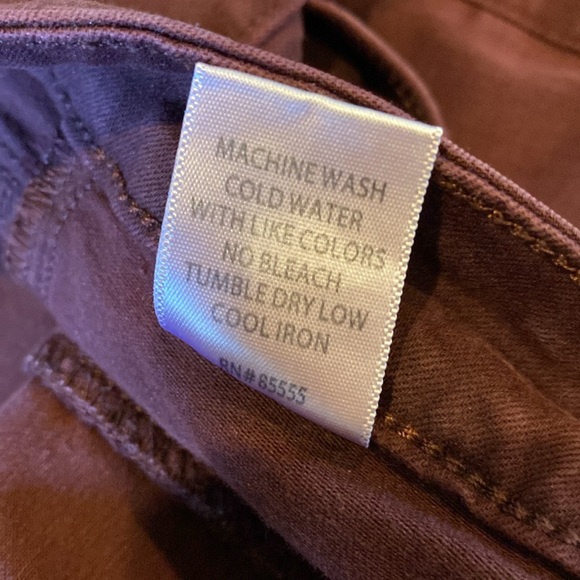 MACHINE WASH
COLD WATER
WITH LIKE COLORS
NO BLEACH
TUMBLE DRY LOW
COOL IRON
RN# 85555